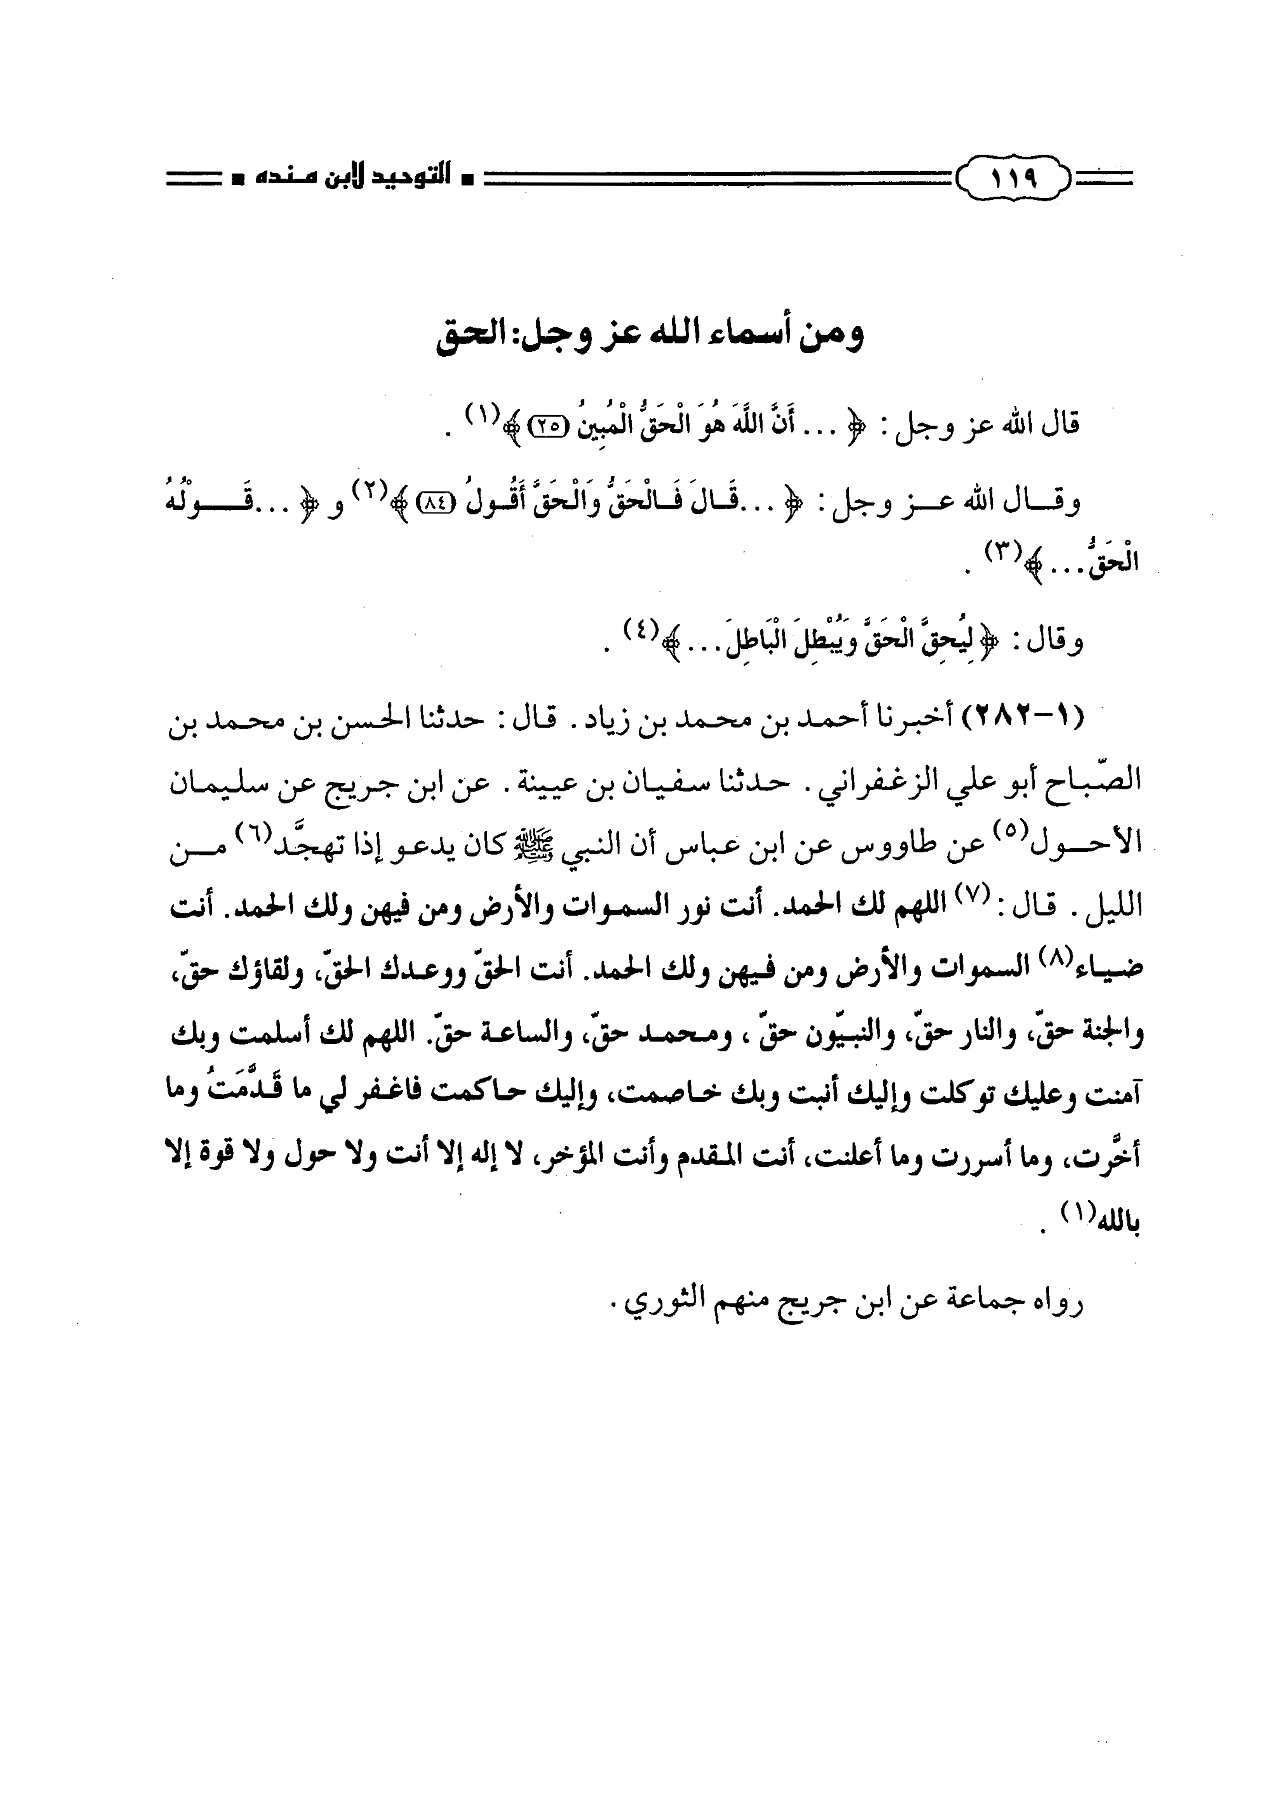 ١١٩ ■ التوحيد لابن منده ■
ومن أسماء الله عز وجل: الحق
قال الله عز وجل : ﴿ ... أَنَّ اللَّهَ هُوَ الْحَقُّ الْمُبِينُ (٢٥)﴾(١) .
وقال الله عز وجل : ﴿ ...قَالَ فَالْحَقُّ وَالْحَقَّ أَقُولُ (٨٤)﴾(٢) و ﴿ ...قَوْلُهُ
الْحَقُّ...﴾(٣) .
وقال : ﴿لِيُحِقَّ الْحَقَّ وَيُبْطِلَ الْبَاطِلَ...﴾(٤) .
(١-٢٨٢) أخبرنا أحمد بن محمد بن زياد . قال : حدثنا الحسن بن محمد بن
الصّباح أبو علي الزعفراني . حدثنا سفيان بن عيينة . عن ابن جريج عن سليمان
الأحول(٥) عن طاووس عن ابن عباس أن النبي ﷺ كان يدعو إذا تهجَّد(٦) من
الليل . قال :(٧) اللهم لك الحمد. أنت نور السموات والأرض ومن فيهن ولك الحمد. أنت
ضياء(٨) السموات والأرض ومن فيهن ولك الحمد. أنت الحقّ ووعدك الحقّ، ولقاؤك حقّ،
والجنة حقّ، والنار حقّ، والنبيّون حقّ ، ومحمد حقّ، والساعة حقّ. اللهم لك أسلمت وبك
آمنت وعليك توكلت وإليك أنبت وبك خاصمت، وإليك حاكمت فاغفر لي ما قَدَّمَتُ وما
أخَّرت، وما أسررت وما أعلنت، أنت المقدم وأنت المؤخر، لا إله إلا أنت ولا حول ولا قوة إلا
بالله(١) .
رواه جماعة عن ابن جريج منهم الثوري .